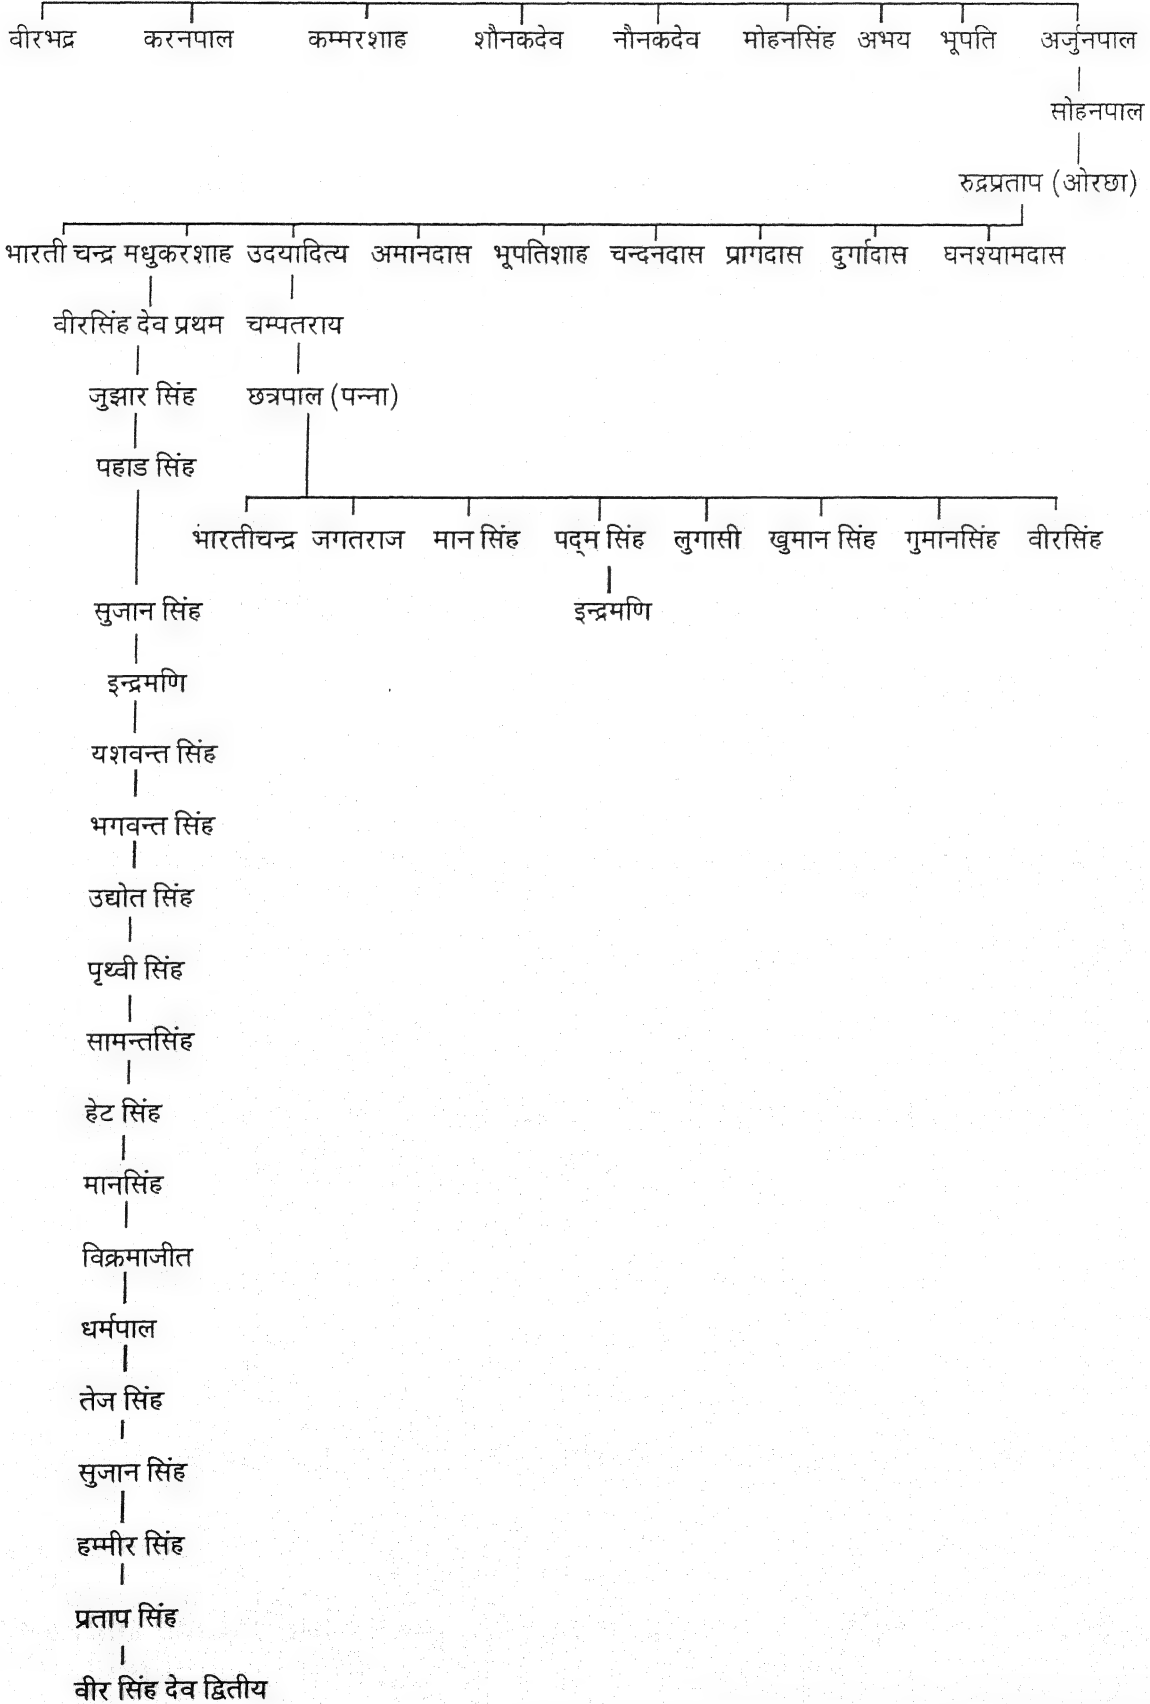 वीरभद्र करनपाल कम्मरशाह शौनकदेव नौनकदेव मोहनसिंह अभय भूपति अर्जुनपाल
सोहनपाल
रुद्रप्रताप (ओरछा)
भारती चन्द्र मधुकरशाह उदयादित्य अमानदास भूपतिशाह चन्दनदास प्रागदास दुर्गादास घनश्यामदास
वीरसिंह देव प्रथम चम्पतराय
जुझार सिंह छत्रपाल (पन्ना)
पहाड सिंह
भारतीचन्द्र जगतराज मान सिंह पद्म सिंह लुगासी खुमान सिंह गुमानसिंह वीरसिंह
सुजान सिंह इन्द्रमणि
इन्द्रमणि
यशवन्त सिंह
भगवन्त सिंह
उद्योत सिंह
पृथ्वी सिंह
सामन्तसिंह
हेट सिंह
मानसिंह
विक्रमाजीत
धर्मपाल
तेज सिंह
सुजान सिंह
हम्मीर सिंह
प्रताप सिंह
वीर सिंह देव द्वितीय